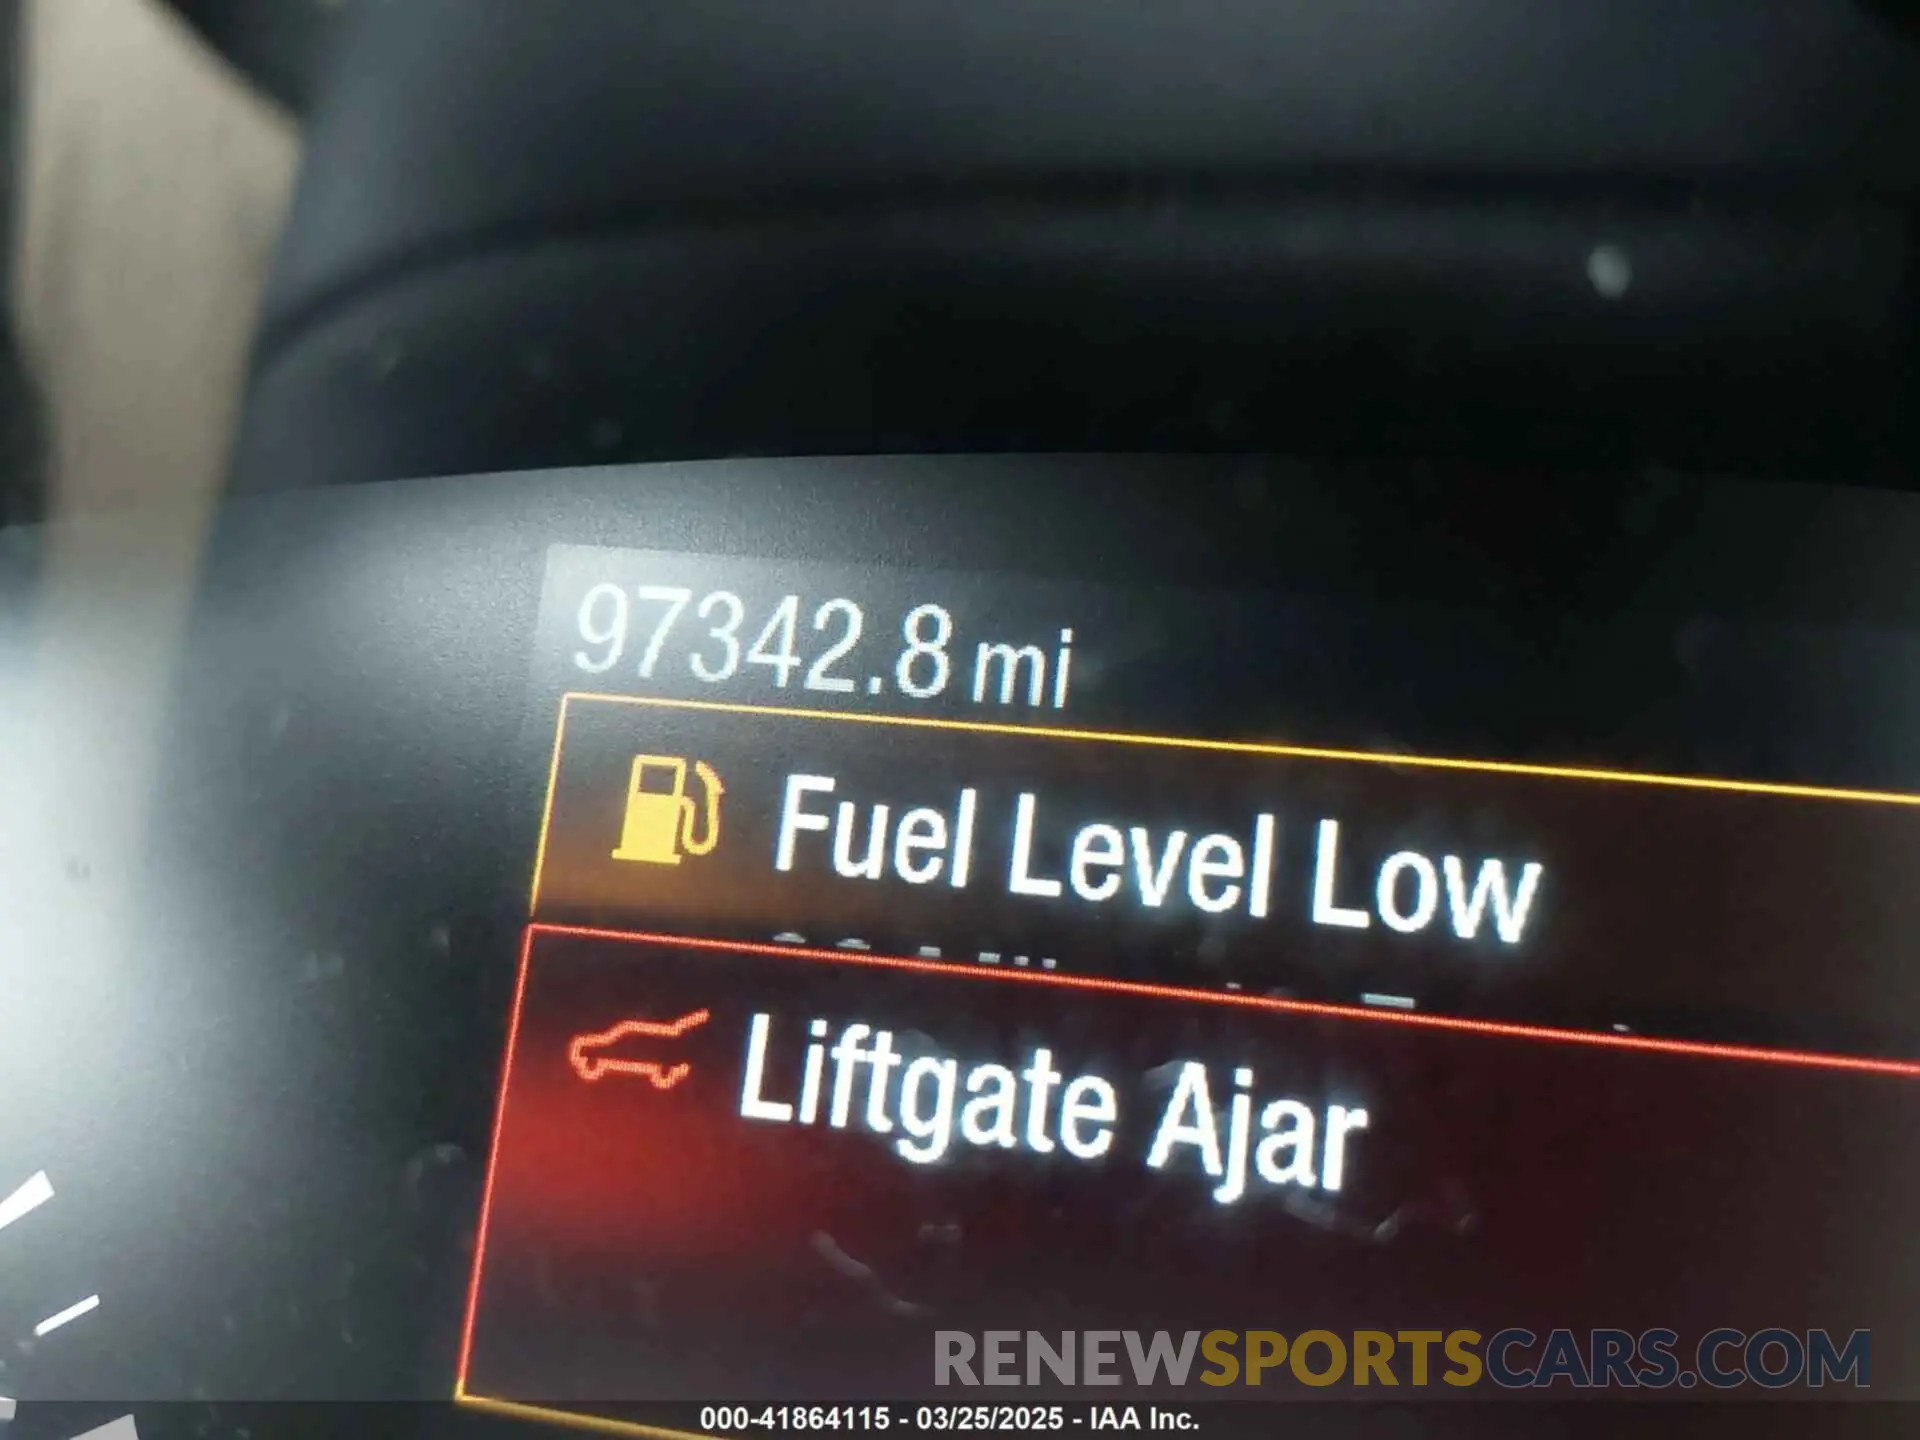 97342.8 mi
Fuel Level Low
Liftgate Ajar
RENEWSPORTSCARS.COM
000-41864115 - 03/25/2025 - IAA Inc.